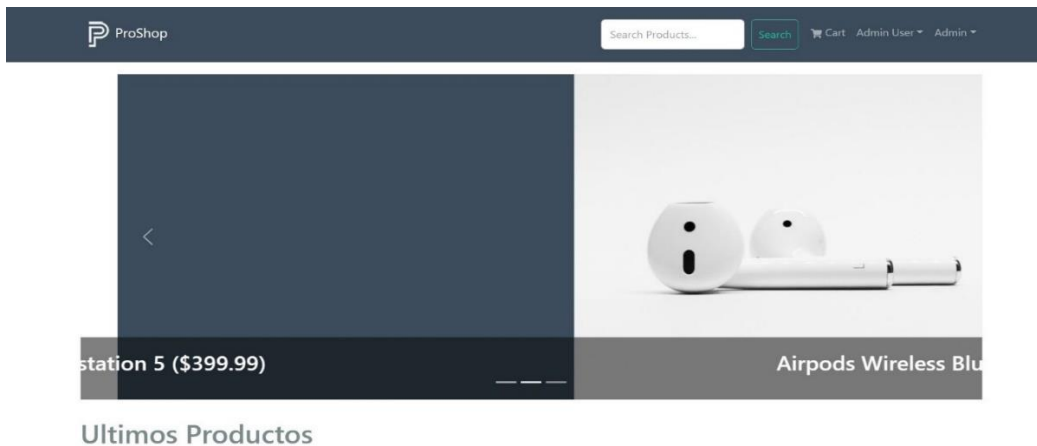 ProShop
Search Products...
Search
Cart
Admin User
Admin
station 5 ($399.99)
Airpods Wireless Blu
Ultimos Productos